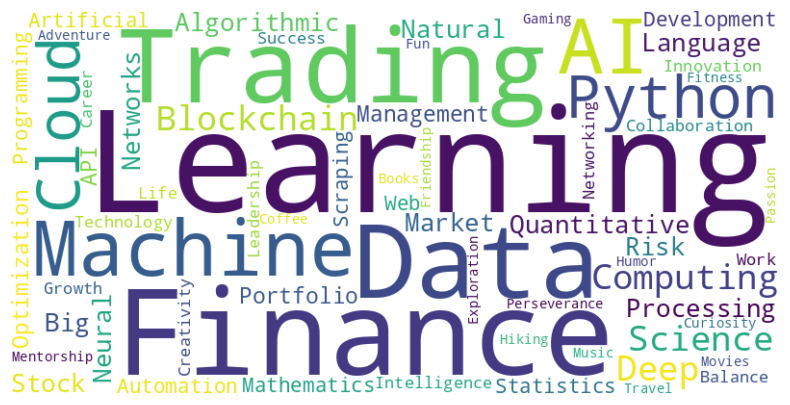 Artificial
Adventure
Programming
Cloud
Career
API
Networks
Trading
Algorithmic
Success
Fun
Natural
Gaming
AI
Development
Language
Innovation
Fitness
Python
Collaboration
Blockchain
Management
Networking
Learning
Scraping
Friendship
Books
Leadership
Life
Coffee
Technology
Web
Market
Quantitative
Passion
Machine
Data
Risk
Humor
Work
Computing
Optimization
Growth
Portfolio
Creativity
Exploration
Perseverance
Processing
Big
Neural
Finance
Hiking
Music
Science
Curiosity
Mentorship
Deep
Movies
Balance
Stock
Automation
Mathematics
Intelligence
Statistics
Travel